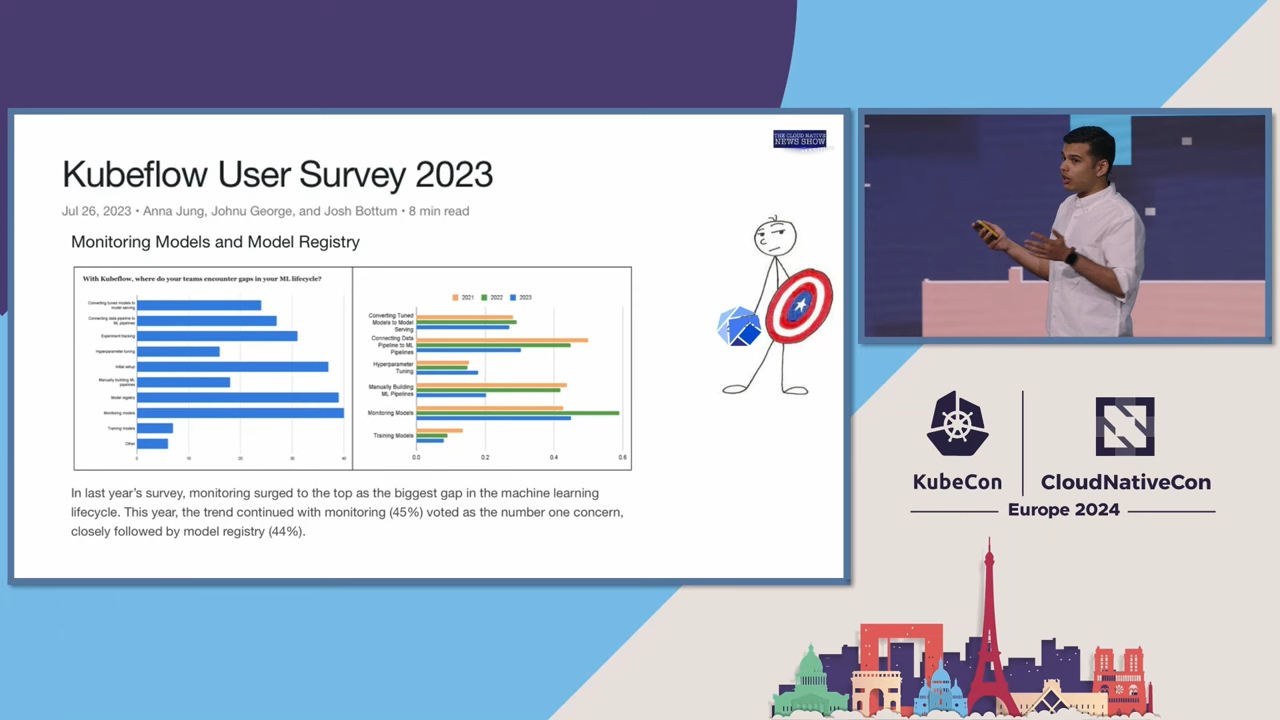 THE CLOUD NATIVE
NEWS SHOW
Kubeflow User Survey 2023
Jul 26, 2023 • Anna Jung, Johnu George, and Josh Bottum • 8 min read
Monitoring Models and Model Registry
With Kubeflow, where do your teams encounter gaps in your ML lifecycle?
Converting tuned models to
model serving
Connecting data pipeline to
ML pipelines
Experiment tracking
Hyperparameter tuning
Initial setup
Manually building ML
pipelines
Model registry
Monitoring models
Training models
Other
0
10
20
30
40
2021
2022
2023
Converting Tuned
Models to Model
Serving
Connecting Data
Pipeline to ML
Pipelines
Hyperparameter
Tuning
Manually Building
ML Pipelines
Monitoring Models
Training Models
0.0
0.2
0.4
0.6
In last year's survey, monitoring surged to the top as the biggest gap in the machine learning
lifecycle. This year, the trend continued with monitoring (45%) voted as the number one concern,
closely followed by model registry (44%).
KubeCon
CloudNativeCon
Europe 2024